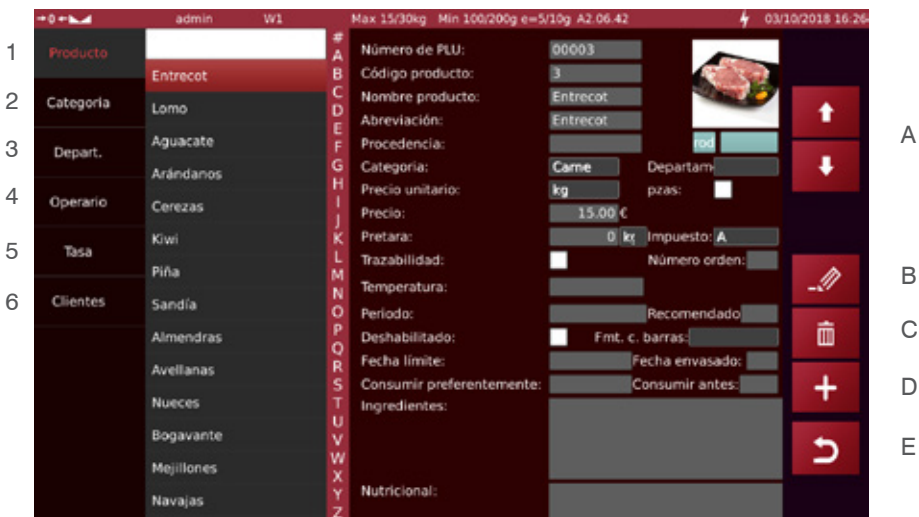 →0← admin W1 Max 15/30kg Min 100/200g e=5/10g A2.06.42 03/10/2018 16:26
1 Producto
2 Categoria
3 Depart.
4 Operario
5 Tasa
6 Clientes
Entrecot
Lomo
Aguacate
Arándanos
Cerezas
Kiwi
Piña
Sandía
Almendras
Avellanas
Nueces
Bogavante
Mejillones
Navajas
#
A
B
C
D
E
F
G
H
I
J
K
L
M
N
O
P
Q
R
S
T
U
V
W
X
Y
Z
Número de PLU: 00003
Código producto: 3
Nombre producto: Entrecot
Abreviación: Entrecot
Procedencia: rod
Categoria: Carne Departam
Precio unitario: kg pzas:
Precio: 15.00 €
Pretara: 0 kg Impuesto: A
Trazabilidad: Número orden:
Temperatura:
Periodo: Recomendado
Deshabilitado: Fmt. c. barras:
Fecha límite: Fecha envasado:
Consumir preferentemente: Consumir antes:
Ingredientes:
Nutricional:
A
B
C
D
E